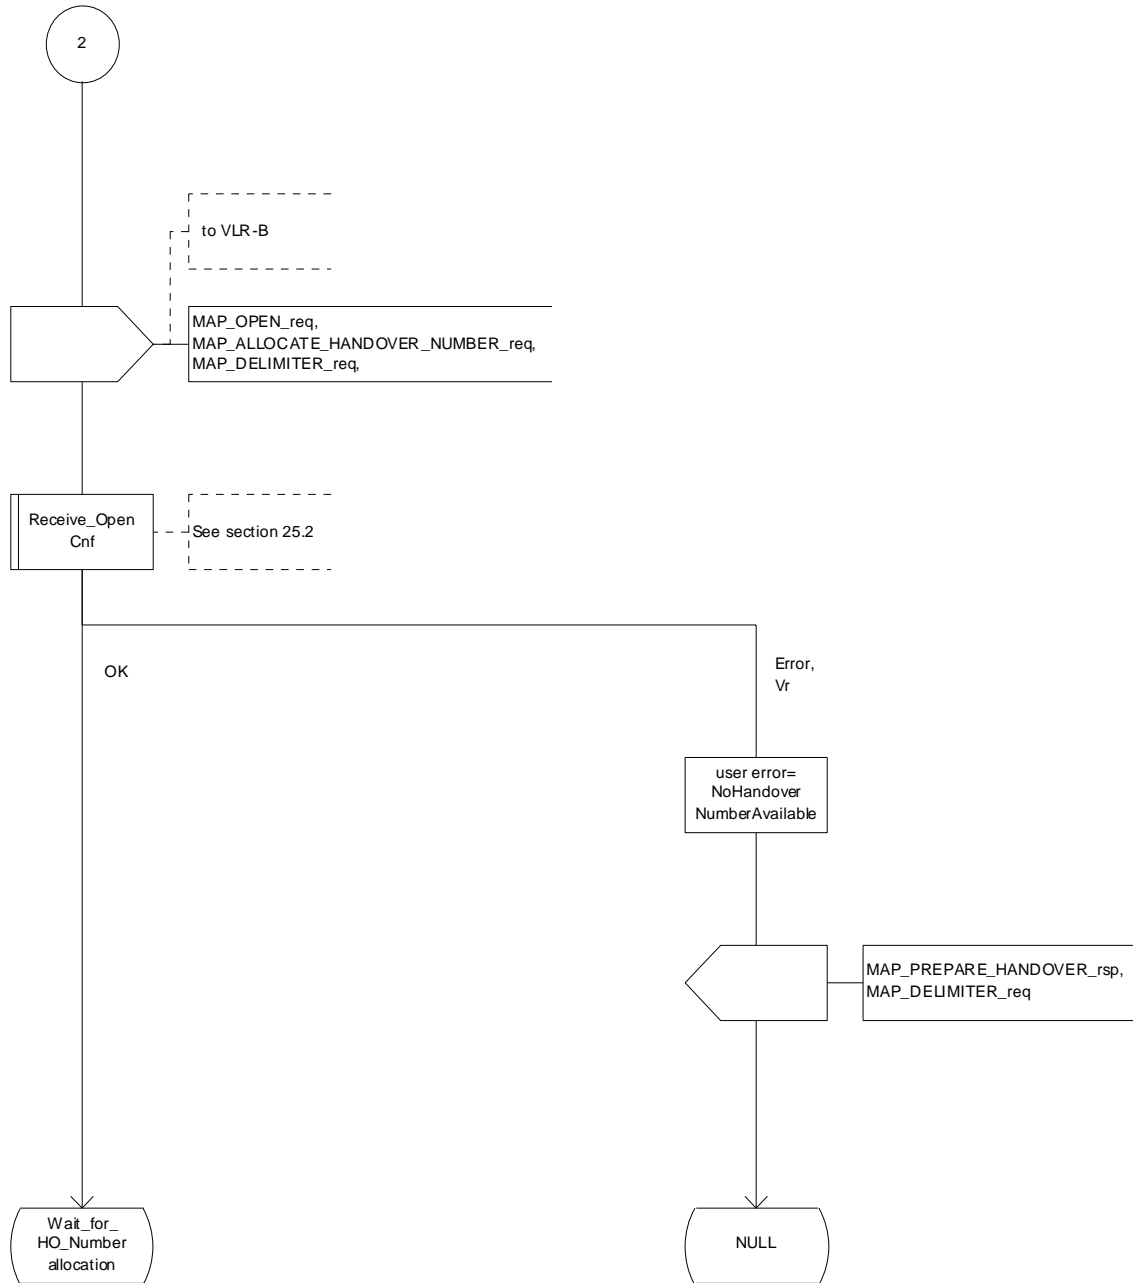 2
to VLR-B
MAP_OPEN_req,
MAP_ALLOCATE_HANDOVER_NUMBER_req,
MAP_DELIMITER_req,
Receive_Open
Cnf
See section 25.2
OK
Error,
Vr
user error=
NoHandover
NumberAvailable
MAP_PREPARE_HANDOVER_rsp,
MAP_DELIMITER_req
Wait_for_
HO_Number
allocation
NULL